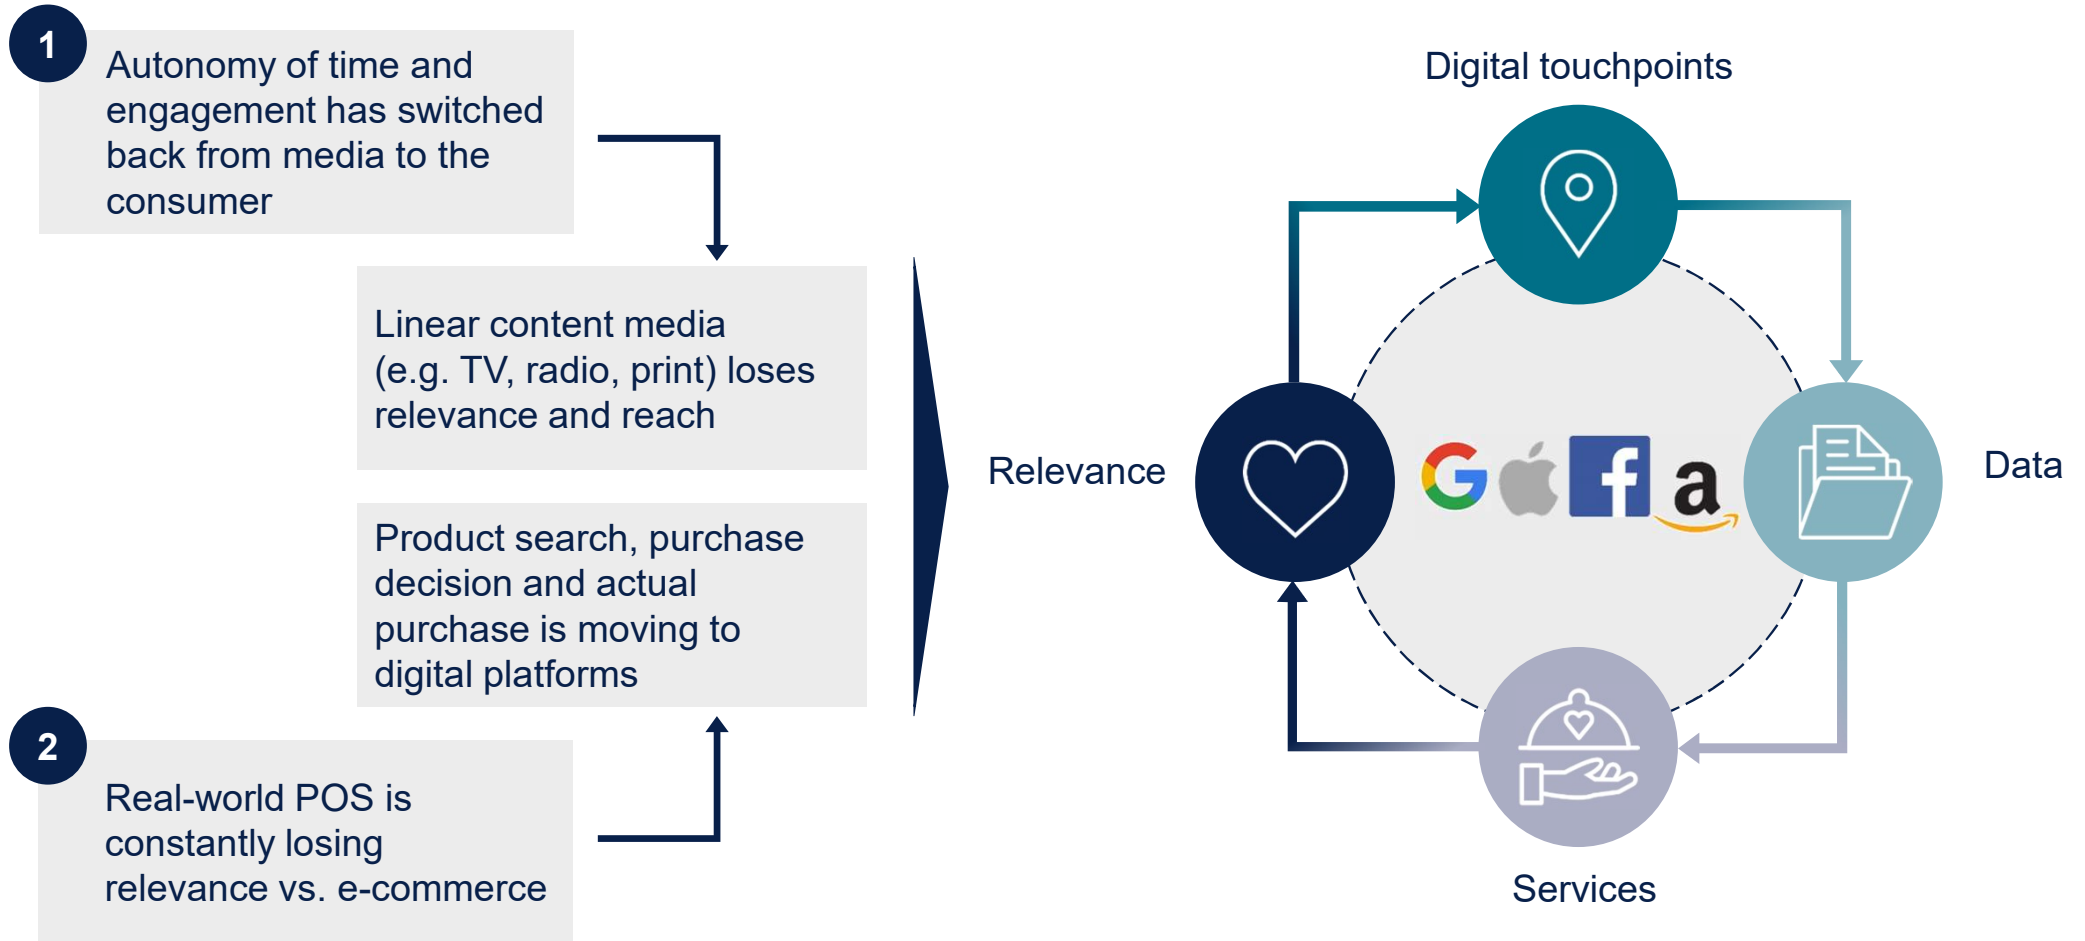 1
Autonomy of time and
engagement has switched
back from media to the
consumer
Linear content media
(e.g. TV, radio, print) loses
relevance and reach
Product search, purchase
decision and actual
purchase is moving to
digital platforms
2
Real-world POS is
constantly losing
relevance vs. e-commerce
Digital touchpoints
Relevance
G f a
Data
Services